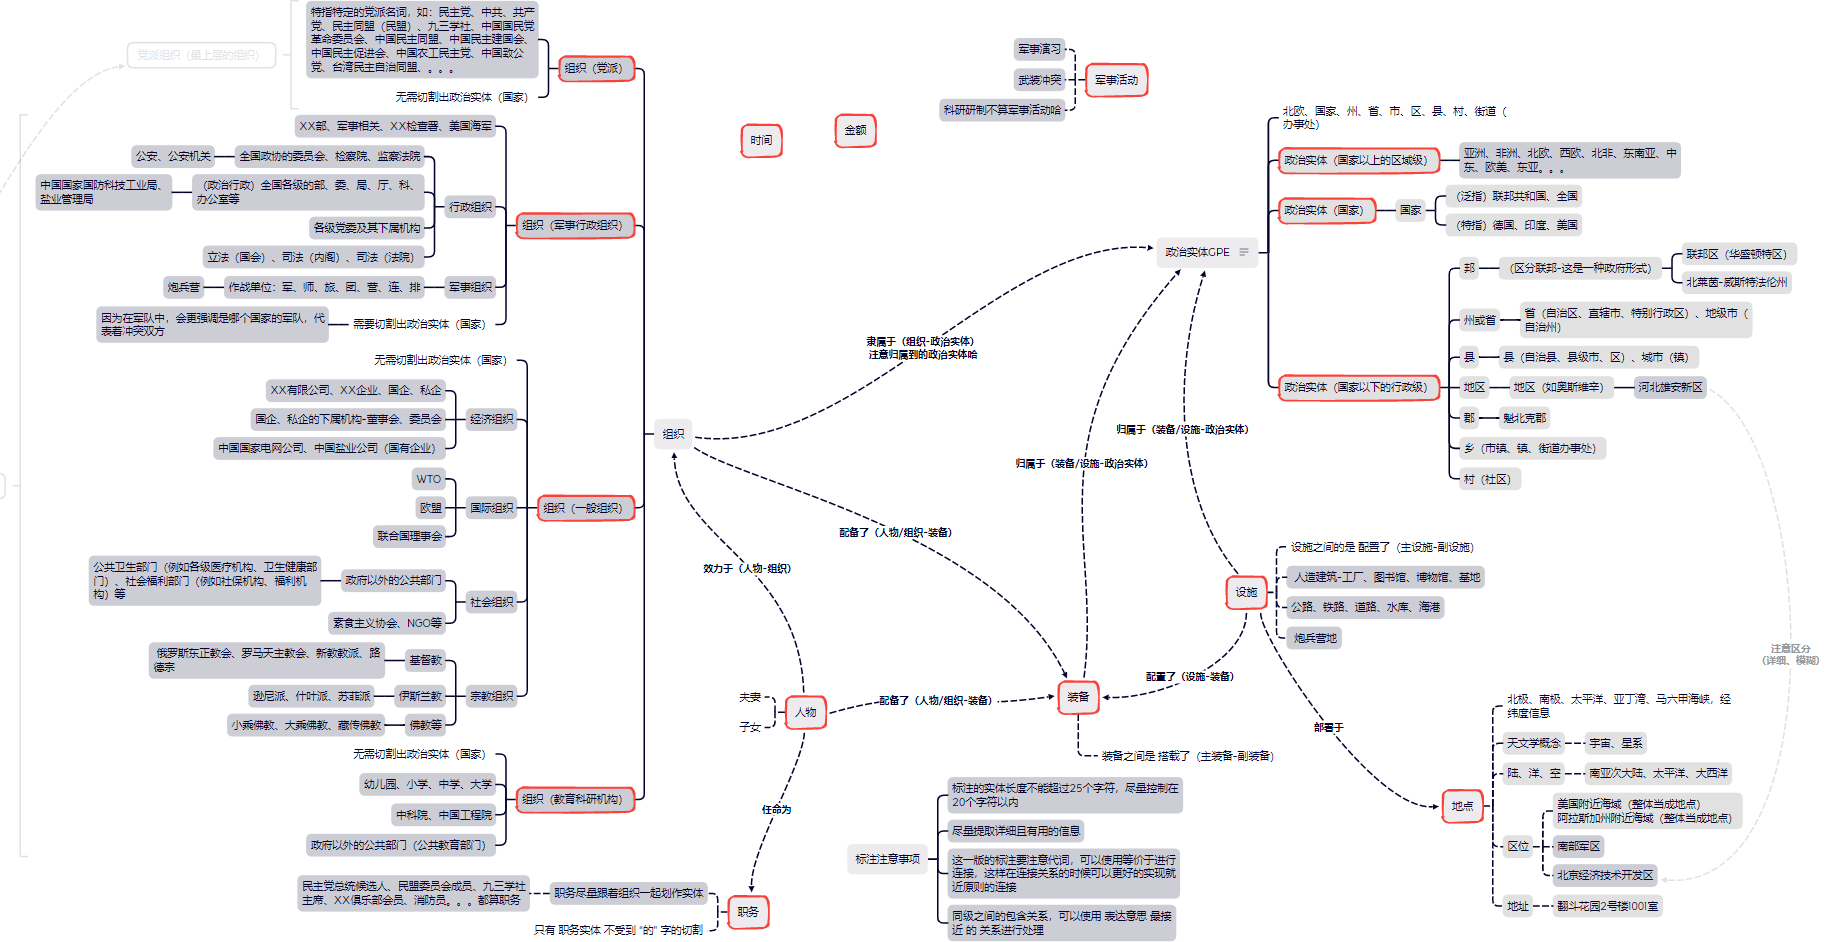 党派组织（最上层的组织）
特指特定的党派名词，如：民主党、中共、共产
党、民主同盟（民盟）、九三学社、中国国民党
革命委员会、中国民主同盟、中国民主建国会、
中国民主促进会、中国农工民主党、中国致公
党、台湾民主自治同盟、。。。
组织（党派）
无需切割出政治实体（国家）
XX部、军事相关、XX检查署、美国海军
公安、公安机关
全国政协的委员会、检察院、监察法院
中国国家国防科技工业局、
盐业管理局
（政治行政）全国各级的部、委、局、厅、科、
办公室等
行政组织
各级党委及其下属机构
立法（国会）、司法（内阁）、司法（法院）
组织（军事行政组织）
炮兵营
作战单位：军、师、旅、团、营、连、排
军事组织
因为在军队中，会更强调是哪个国家的军队，代
表着冲突双方
需要切割出政治实体（国家）
无需切割出政治实体（国家）
XX有限公司、XX企业、国企、私企
国企、私企的下属机构-董事会、委员会
经济组织
中国国家电网公司、中国盐业公司（国有企业）
WTO
欧盟
国际组织
联合国理事会
组织（一般组织）
公共卫生部门（例如各级医疗机构、卫生健康部
门）、社会福利部门（例如社保机构、福利机
构）等
政府以外的公共部门
社会组织
素食主义协会、NGO等
俄罗斯东正教会、罗马天主教会、新教教派、路
德宗
基督教
逊尼派、什叶派、苏菲派
伊斯兰教
宗教组织
小乘佛教、大乘佛教、藏传佛教
佛教等
无需切割出政治实体（国家）
幼儿园、小学、中学、大学
组织（教育科研机构）
中科院、中国工程院
政府以外的公共部门（公共教育部门）
组织
时间
金额
军事演习
武装冲突
科研研制不算军事活动哈
军事活动
隶属于（组织-政治实体）
注意归属到的政治实体哈
配备了（人物/组织-装备）
效力于（人物-组织）
归属于（装备/设施-政治实体）
归属于（装备/设施-政治实体）
夫妻
子女
人物
配备了（人物/组织-装备）
装备
配置了（设施-装备）
装备之间是 搭载了（主装备-副装备）
任命为
民主党总统候选人、民盟委员会成员、九三学社
主席、XX俱乐部会员、消防员。。。都算职务
职务尽量跟着组织一起划作实体
只有 职务实体 不受到 "的" 字的切割
职务
标注注意事项
标注的实体长度不能超过25个字符，尽量控制在
20个字符以内
尽量提取详细且有用的信息
这一版的标注要注意代词，可以使用等价于进行
连接，这样在连接关系的时候可以更好的实现就
近原则的连接
同级之间的包含关系，可以使用 表达意思 最接
近 的 关系进行处理
政治实体GPE
北欧、国家、州、省、市、区、县、村、街道（
办事处）
政治实体（国家以上的区域级）
亚洲、非洲、北欧、西欧、北非、东南亚、中
东、欧美、东亚。。。
政治实体（国家）
国家
（泛指）联邦共和国、全国
（特指）德国、印度、美国
政治实体（国家以下的行政级）
邦
（区分联邦-这是一种政府形式）
联邦区（华盛顿特区）
北莱茵-威斯特法伦州
州或省
省（自治区、直辖市、特别行政区）、地级市（
自治州）
县
县（自治县、县级市、区）、城市（镇）
地区
地区（如奥斯维辛）
河北雄安新区
郡
魁北克郡
乡（市镇、镇、街道办事处）
村（社区）
设施
设施之间的是 配置了（主设施-副设施）
人造建筑-工厂、图书馆、博物馆、基地
公路、铁路、道路、水库、海港
炮兵营地
部署于
注意区分
（详细、模糊）
地点
北极、南极、太平洋、亚丁湾、马六甲海峡，经
纬度信息
天文学概念
宇宙、星系
陆、洋、空
南亚次大陆、太平洋、大西洋
区位
美国附近海域（整体当成地点）
阿拉斯加州附近海域（整体当成地点）
南部军区
北京经济技术开发区
地址
翻斗花园2号楼1001室